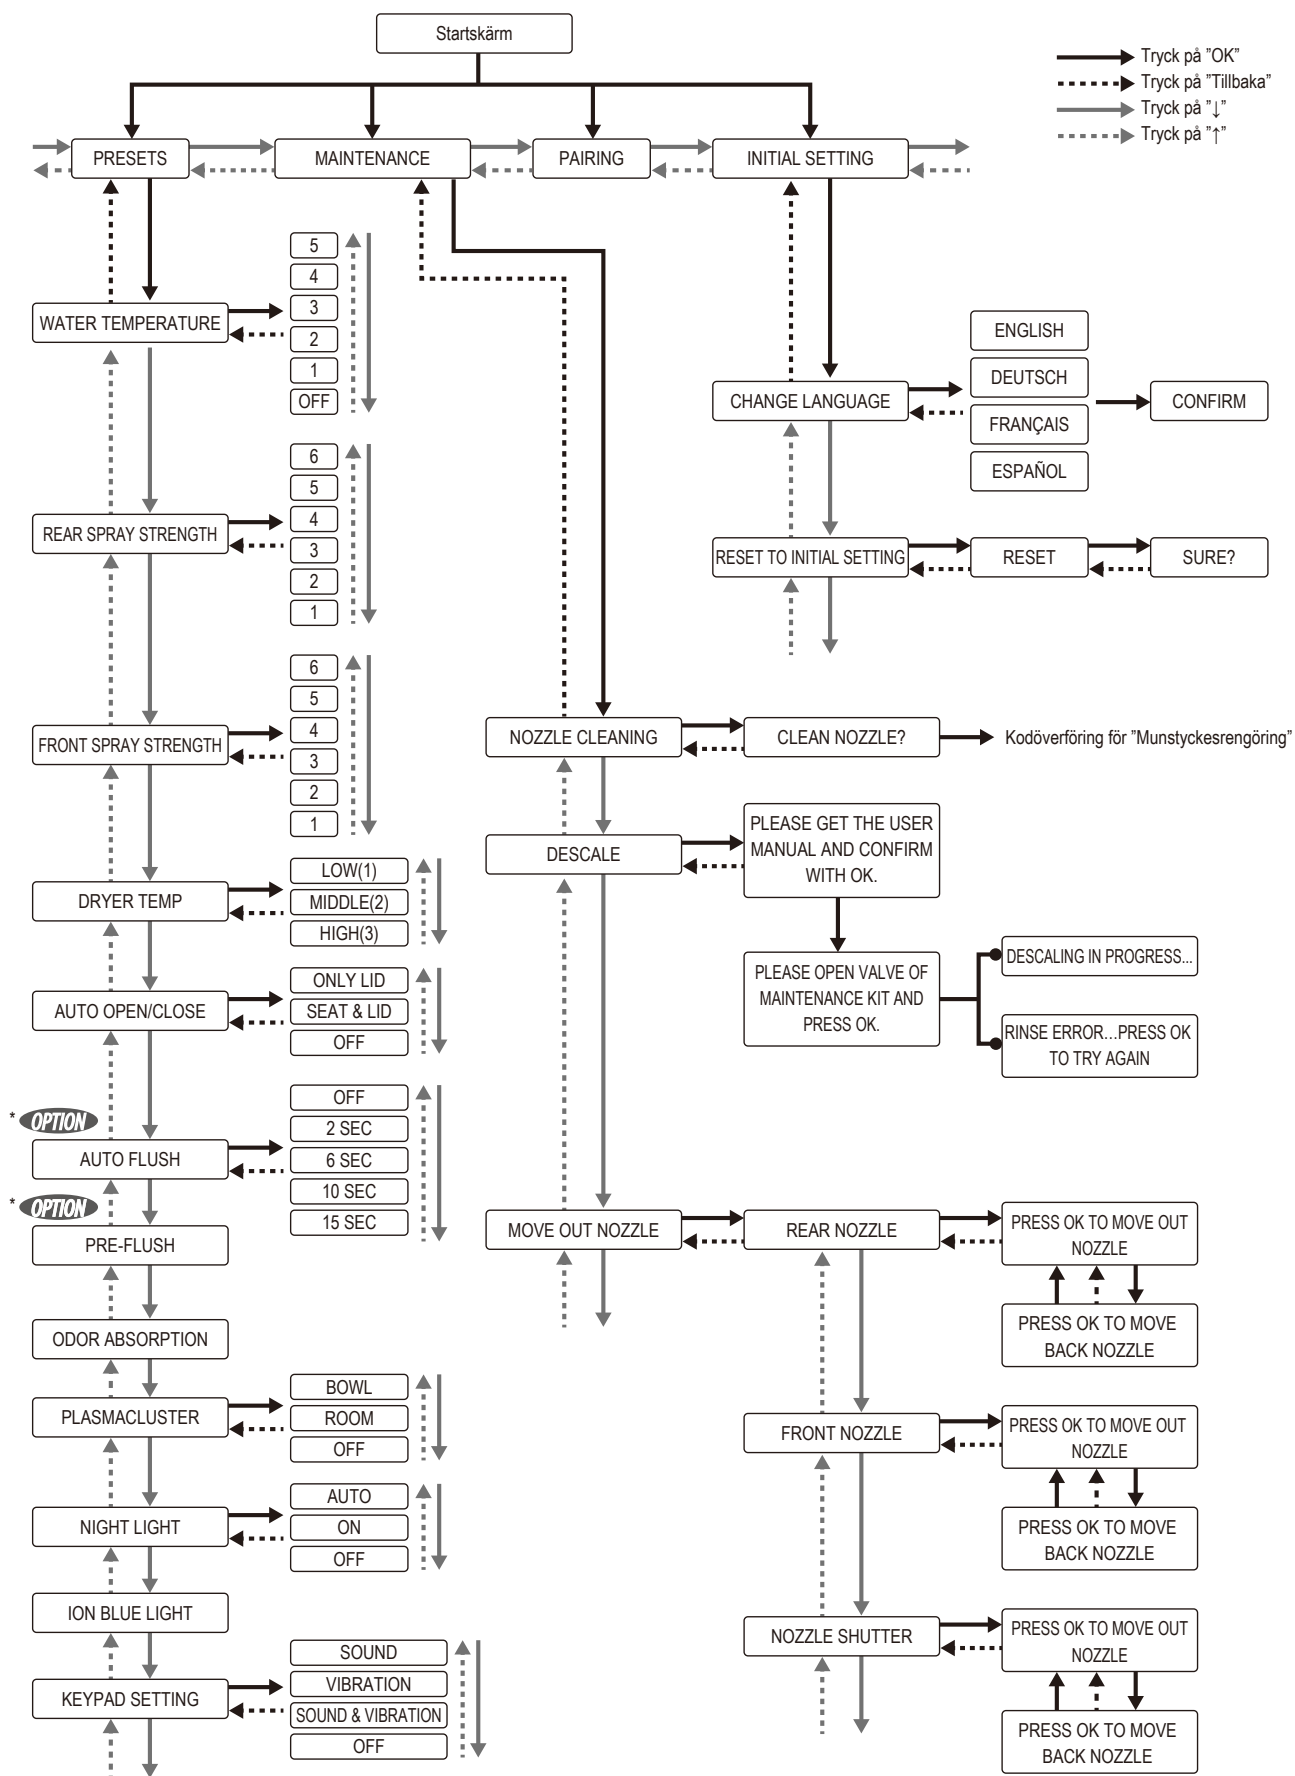 Startskärm
Tryck på ”OK”
Tryck på ”Tillbaka”
Tryck på ”↓”
Tryck på ”↑”
PRESETS
MAINTENANCE
PAIRING
INITIAL SETTING
WATER TEMPERATURE
5
4
3
2
1
OFF
REAR SPRAY STRENGTH
6
5
4
3
2
1
FRONT SPRAY STRENGTH
6
5
4
3
2
1
DRYER TEMP
LOW(1)
MIDDLE(2)
HIGH(3)
AUTO OPEN/CLOSE
ONLY LID
SEAT & LID
OFF
* OPTION
AUTO FLUSH
OFF
2 SEC
6 SEC
10 SEC
15 SEC
* OPTION
PRE-FLUSH
ODOR ABSORPTION
PLASMACLUSTER
BOWL
ROOM
OFF
NIGHT LIGHT
AUTO
ON
OFF
ION BLUE LIGHT
KEYPAD SETTING
SOUND
VIBRATION
SOUND & VIBRATION
OFF
NOZZLE CLEANING
CLEAN NOZZLE?
Kodöverföring för ”Munstyckesrengöring”
DESCALE
PLEASE GET THE USER
MANUAL AND CONFIRM
WITH OK.
PLEASE OPEN VALVE OF
MAINTENANCE KIT AND
PRESS OK.
DESCALING IN PROGRESS...
RINSE ERROR…PRESS OK
TO TRY AGAIN
MOVE OUT NOZZLE
REAR NOZZLE
PRESS OK TO MOVE OUT
NOZZLE
PRESS OK TO MOVE
BACK NOZZLE
FRONT NOZZLE
PRESS OK TO MOVE OUT
NOZZLE
PRESS OK TO MOVE
BACK NOZZLE
NOZZLE SHUTTER
PRESS OK TO MOVE OUT
NOZZLE
PRESS OK TO MOVE
BACK NOZZLE
CHANGE LANGUAGE
ENGLISH
DEUTSCH
FRANÇAIS
ESPAÑOL
CONFIRM
RESET TO INITIAL SETTING
RESET
SURE?